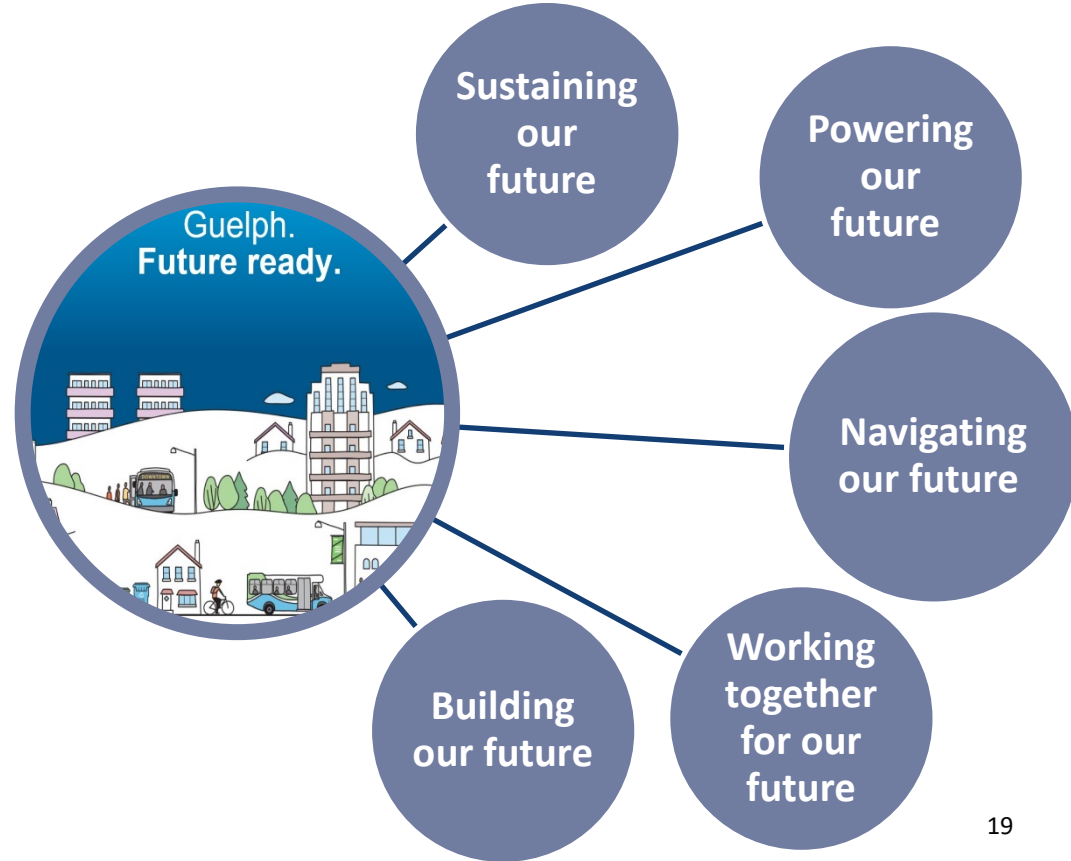 Sustaining
our
future
Powering
our
future
Guelph.
Future ready.
DOWNTOWN
Navigating
our future
Working
together
for our
future
Building
our future
19